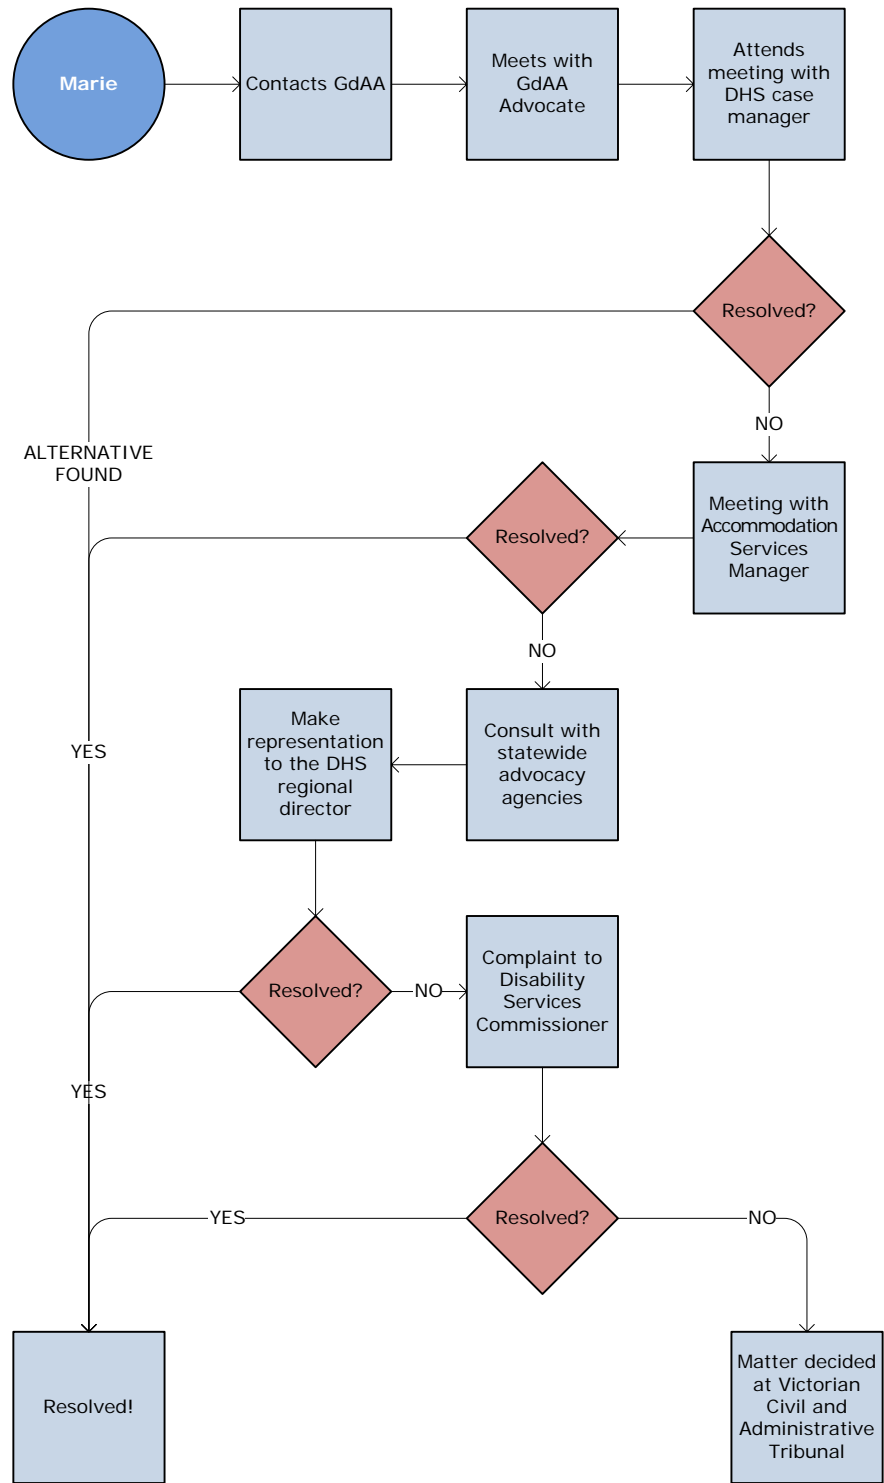 Marie
Contacts GdAA
Meets with
GdAA
Advocate
Attends
meeting with
DHS case
manager
Resolved?
NO
ALTERNATIVE
FOUND
Meeting with
Accommodation
Services
Manager
Resolved?
NO
YES
Consult with
statewide
advocacy
agencies
Make
representation
to the DHS
regional
director
Resolved?
NO
Complaint to
Disability
Services
Commissioner
YES
Resolved?
YES
NO
Resolved!
Matter decided
at Victorian
Civil and
Administrative
Tribunal